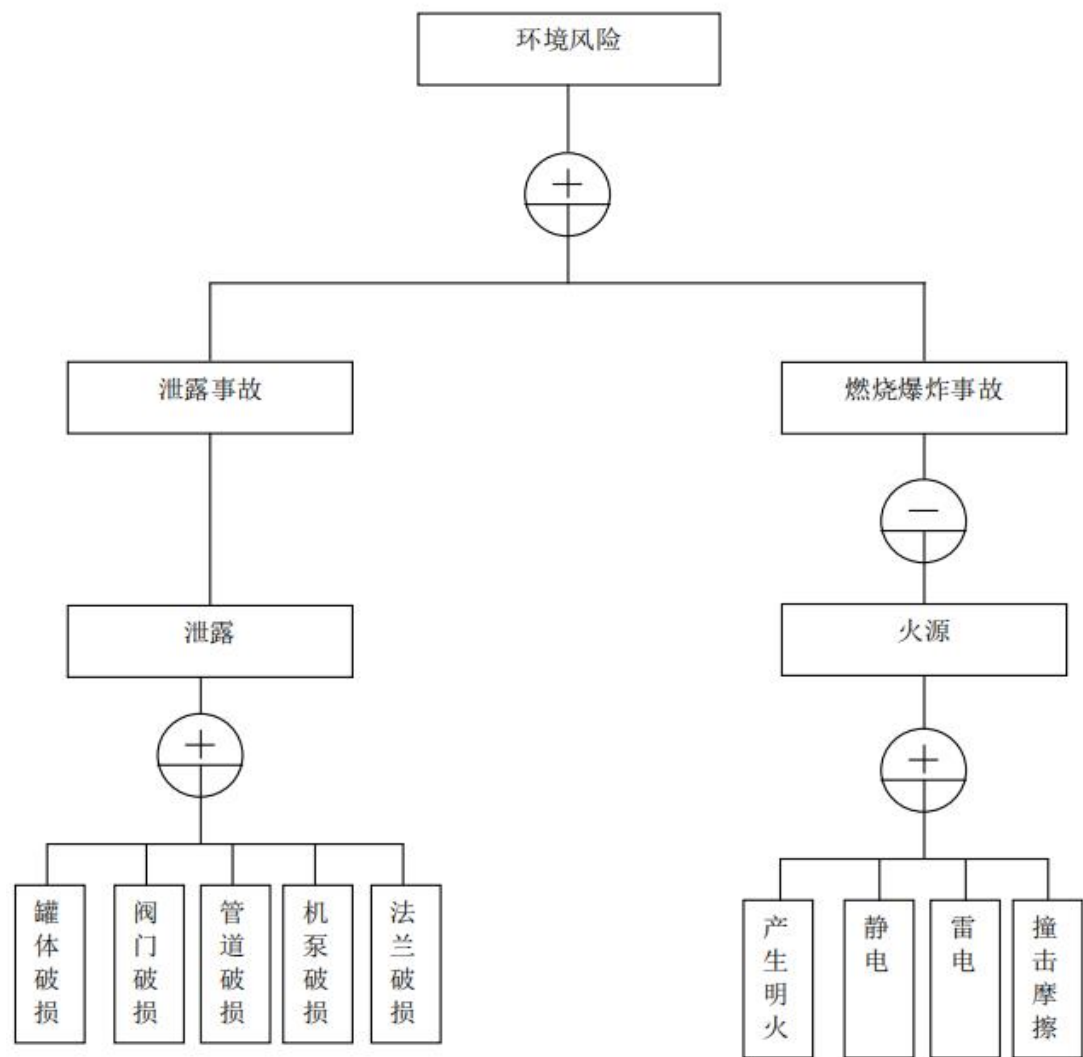 环境风险
+
泄露事故
燃烧爆炸事故
−
泄露
火源
+
+
罐体破损
阀门破损
管道破损
机泵破损
法兰破损
产生明火
静电
雷电
撞击摩擦